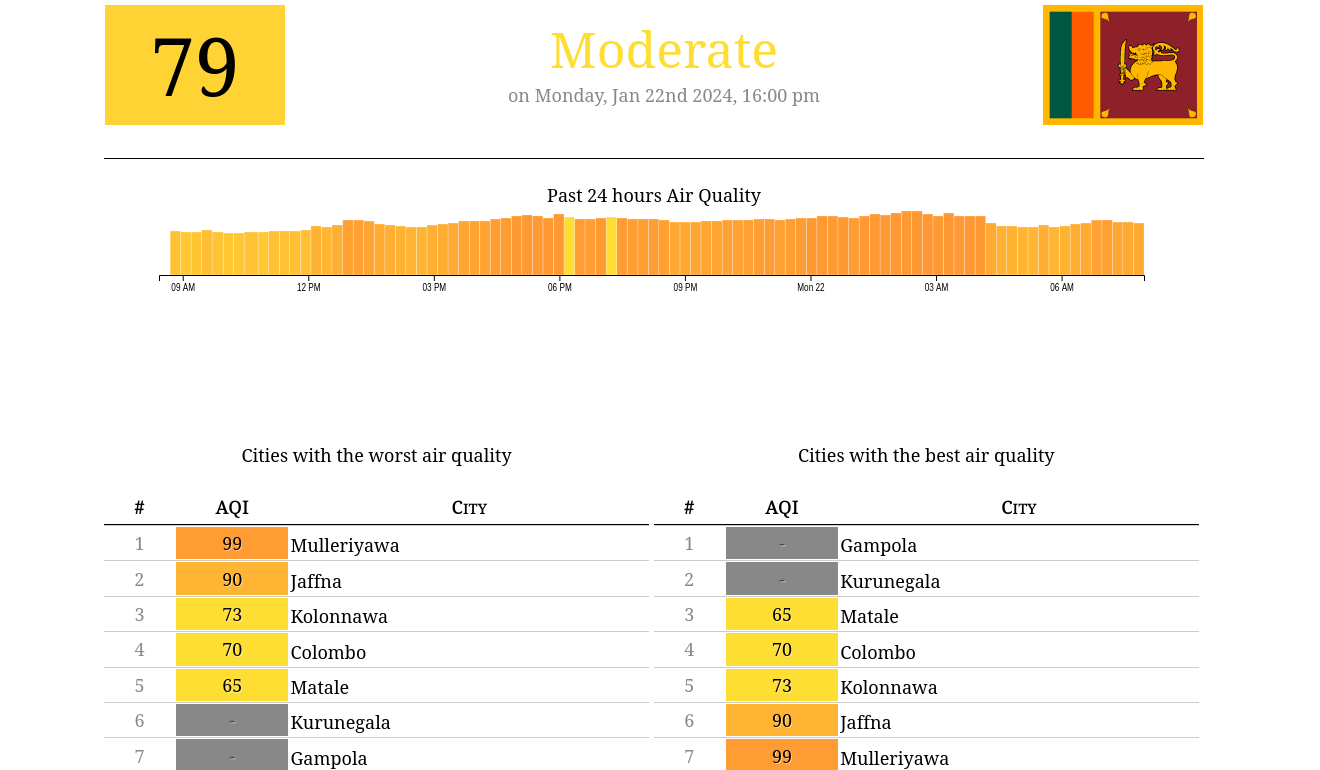 79
Moderate
on Monday, Jan 22nd 2024, 16:00 pm
Past 24 hours Air Quality
09 AM 12 PM 03 PM 06 PM 09 PM Mon 22 03 AM 06 AM
Cities with the worst air quality
# AQI City
1 99 Mulleriyawa
2 90 Jaffna
3 73 Kolonnawa
4 70 Colombo
5 65 Matale
6 - Kurunegala
7 - Gampola
Cities with the best air quality
# AQI City
1 - Gampola
2 - Kurunegala
3 65 Matale
4 70 Colombo
5 73 Kolonnawa
6 90 Jaffna
7 99 Mulleriyawa